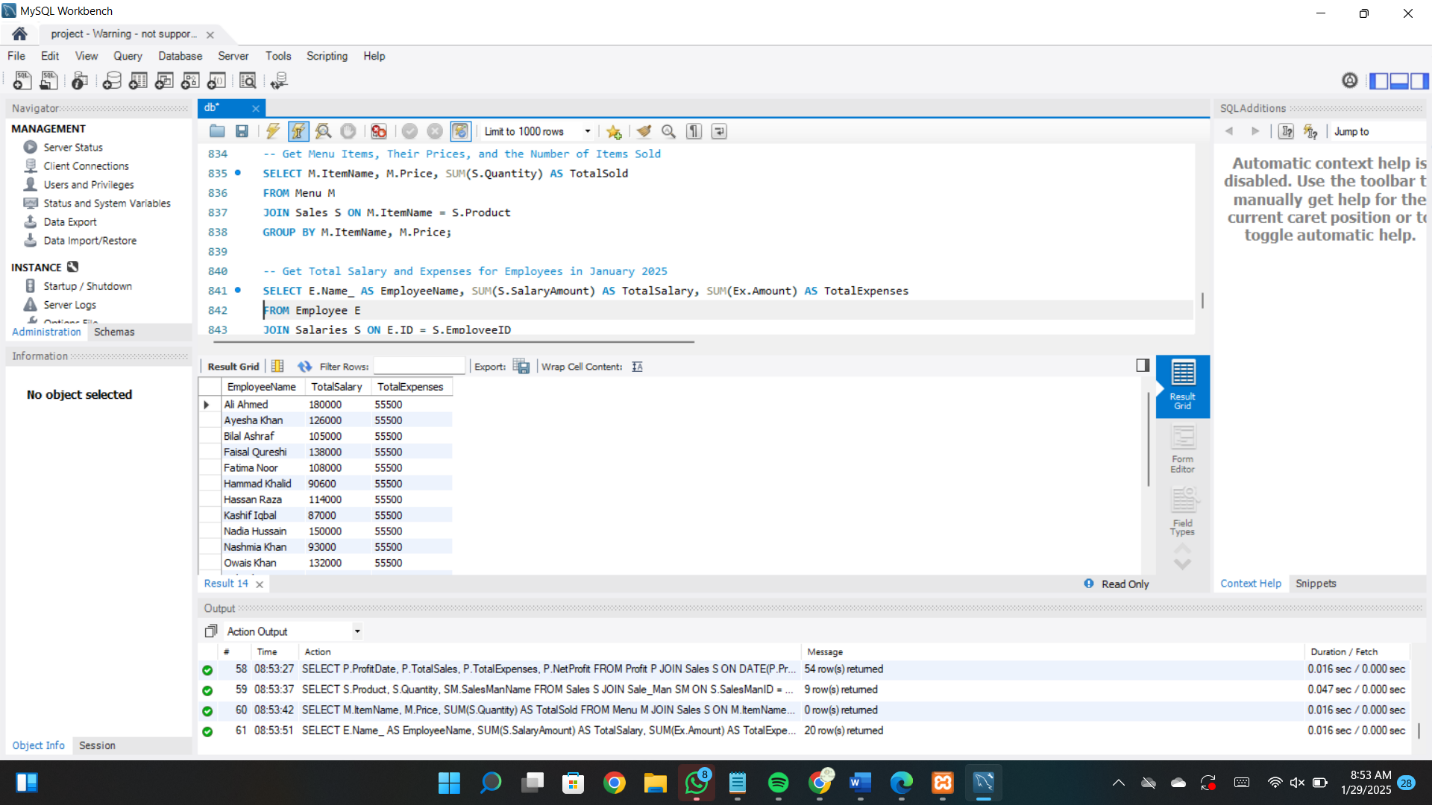 MySQL Workbench
project - Warning - not suppor...
File Edit View Query Database Server Tools Scripting Help
Navigator
MANAGEMENT
Server Status
Client Connections
Users and Privileges
Status and System Variables
Data Export
Data Import/Restore
INSTANCE
Startup / Shutdown
Server Logs
Options File
Administration Schemas
Information
No object selected
Object Info Session
db*
Limit to 1000 rows
834 -- Get Menu Items, Their Prices, and the Number of Items Sold
835 SELECT M.ItemName, M.Price, SUM(S.Quantity) AS TotalSold
836 FROM Menu M
837 JOIN Sales S ON M.ItemName = S.Product
838 GROUP BY M.ItemName, M.Price;
839
840 -- Get Total Salary and Expenses for Employees in January 2025
841 SELECT E.Name_ AS EmployeeName, SUM(S.SalaryAmount) AS TotalSalary, SUM(Ex.Amount) AS TotalExpenses
842 FROM Employee E
843 JOIN Salaries S ON E.ID = S.EmployeeID
Result Grid Filter Rows: Export: Wrap Cell Content:
EmployeeName TotalSalary TotalExpenses
Ali Ahmed 180000 55500
Ayesha Khan 126000 55500
Bilal Ashraf 105000 55500
Faisal Qureshi 138000 55500
Fatima Noor 108000 55500
Hammad Khalid 90600 55500
Hassan Raza 114000 55500
Kashif Iqbal 87000 55500
Nadia Hussain 150000 55500
Nashmia Khan 93000 55500
Owais Khan 132000 55500
Result Grid
Form Editor
Field Types
Result 14
Read Only
SQLAdditions
Jump to
Automatic context help is
disabled. Use the toolbar t
manually get help for the
current caret position or to
toggle automatic help.
Context Help Snippets
Output
Action Output
# Time Action Message Duration / Fetch
58 08:53:27 SELECT P.ProfitDate, P.TotalSales, P.TotalExpenses, P.NetProfit FROM Profit P JOIN Sales S ON DATE(P.Pr... 54 row(s) returned 0.016 sec / 0.000 sec
59 08:53:37 SELECT S.Product, S.Quantity, SM.SalesManName FROM Sales S JOIN Sale_Man SM ON S.SalesManID = ... 9 row(s) returned 0.047 sec / 0.000 sec
60 08:53:42 SELECT M.ItemName, M.Price, SUM(S.Quantity) AS TotalSold FROM Menu M JOIN Sales S ON M.ItemName... 0 row(s) returned 0.016 sec / 0.000 sec
61 08:53:51 SELECT E.Name_ AS EmployeeName, SUM(S.SalaryAmount) AS TotalSalary, SUM(Ex.Amount) AS TotalExpe... 20 row(s) returned 0.016 sec / 0.000 sec
8
8:53 AM
1/29/2025
28